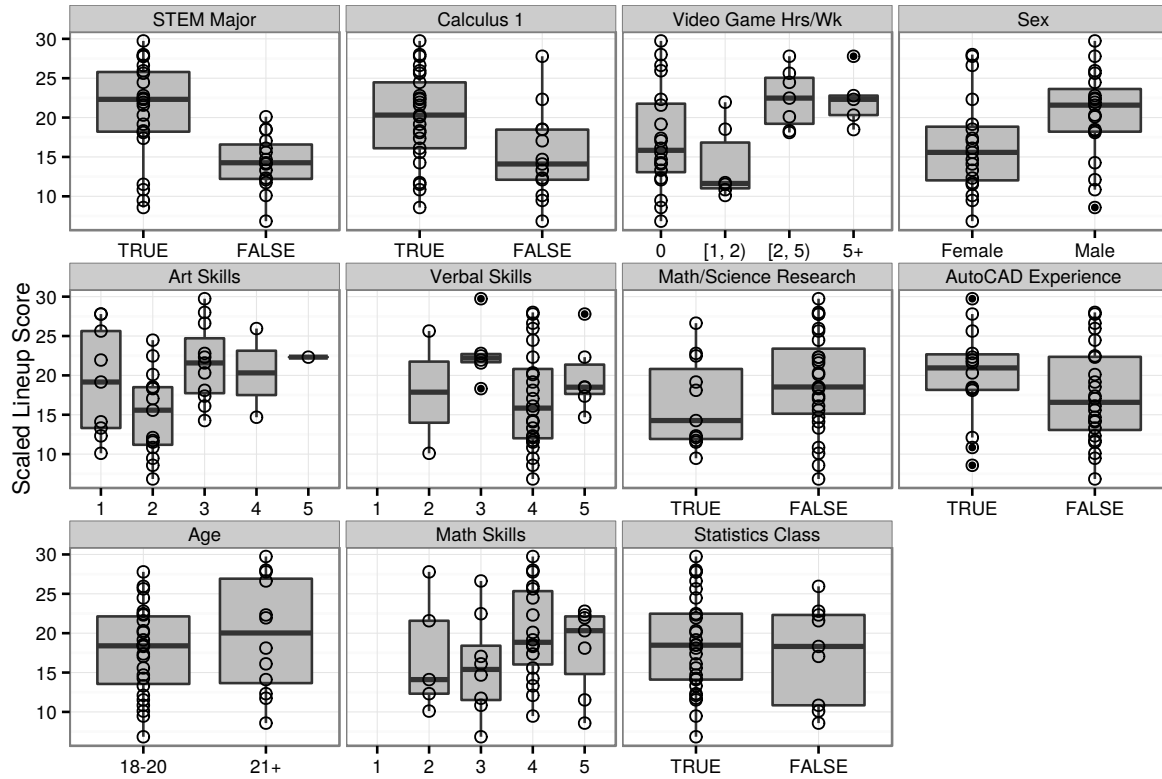 STEM Major Calculus 1 Video Game Hrs/Wk Sex
30
25
20
15
10
TRUE FALSE TRUE FALSE 0 [1, 2) [2, 5) 5+ Female Male
Art Skills Verbal Skills Math/Science Research AutoCAD Experience
Scaled Lineup Score
30
25
20
15
10
1 2 3 4 5 1 2 3 4 5 TRUE FALSE TRUE FALSE
Age Math Skills Statistics Class
30
25
20
15
10
18-20 21+ 1 2 3 4 5 TRUE FALSE